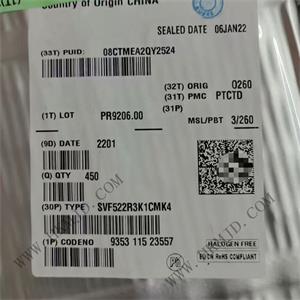 Country of Origin CHINA
SEALED DATE 06JAN22
(33T) PUID: 08CTMEA2QY2524
(32T) ORIG 0260
(31T) PMC PTCTD
(31P)
(1T) LOT PR9206.00
MSL/PBT 3/260
(9D) DATE 2201
(Q) QTY 450
(30P) TYPE SVF522R3K1CMK4
HALOGEN FREE
(1P) CODENO 9353 115 23557
EU/CN RoHS COMPLIANT